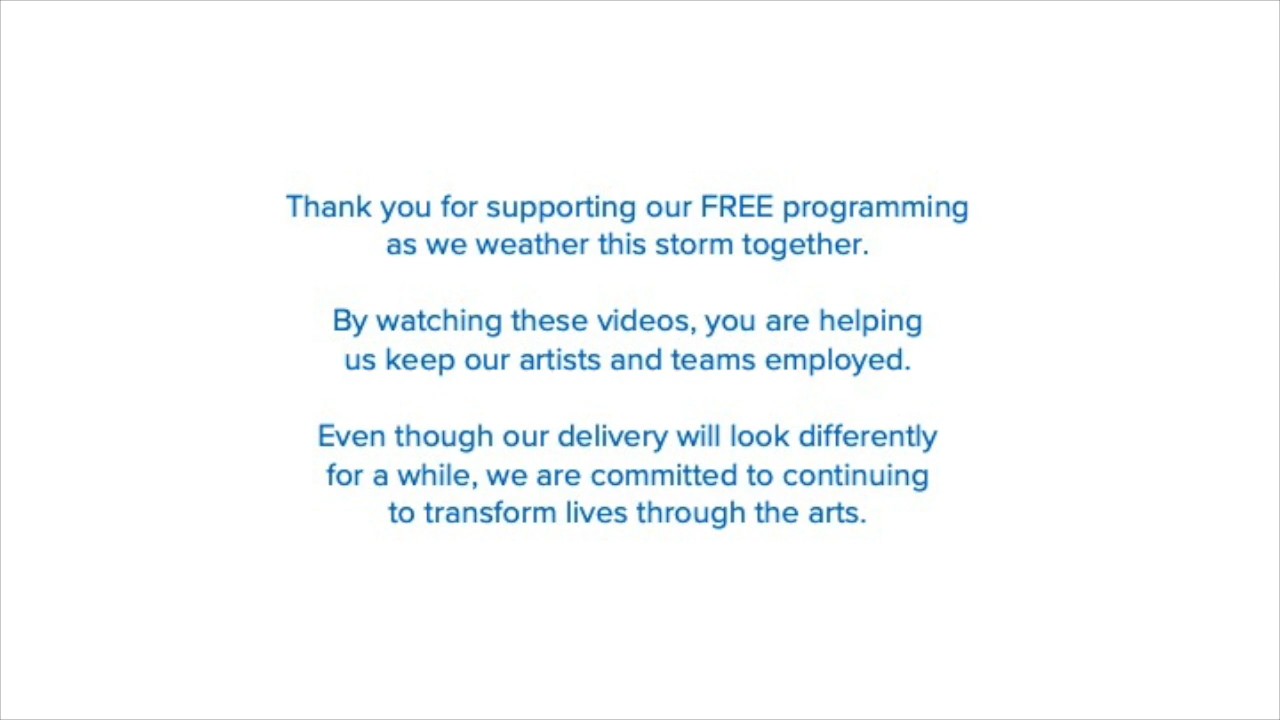 Thank you for supporting our FREE programming
as we weather this storm together.
By watching these videos, you are helping
us keep our artists and teams employed.
Even though our delivery will look differently
for a while, we are committed to continuing
to transform lives through the arts.